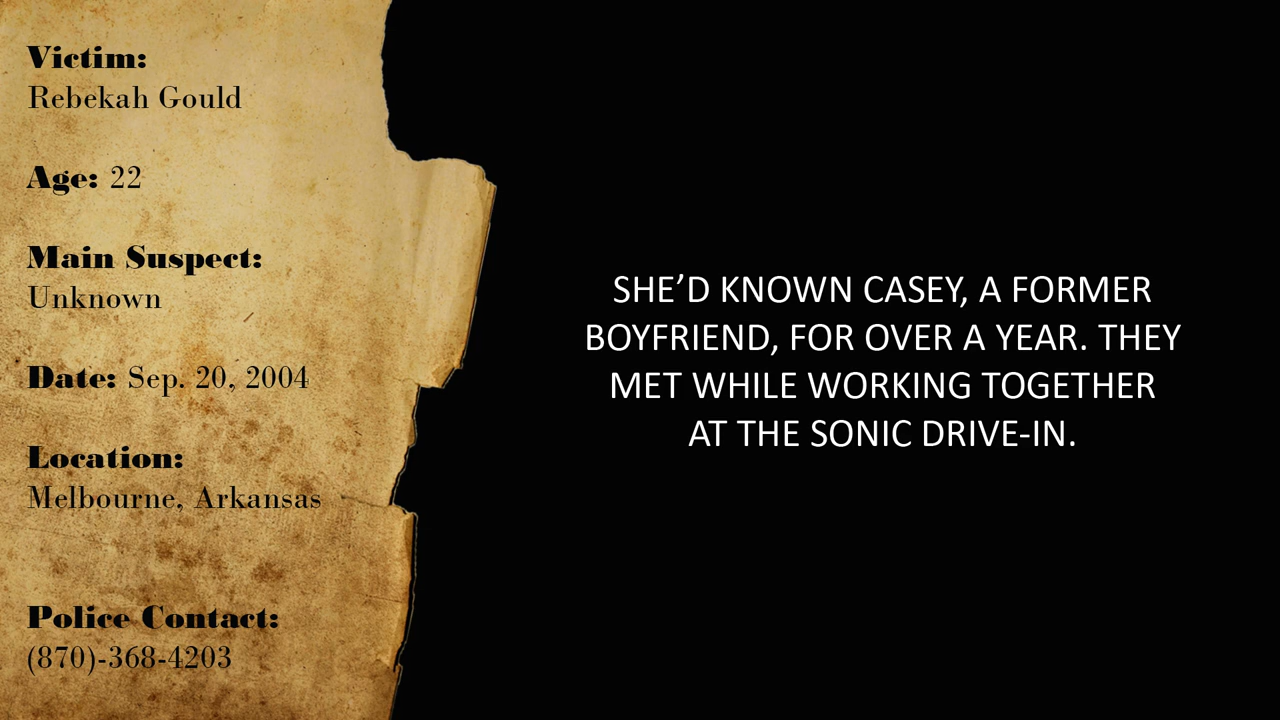 Victim:
Rebekah Gould
Age: 22
Main Suspect:
Unknown
Date: Sep. 20, 2004
Location:
Melbourne, Arkansas
Police Contact:
(870)-368-4203
SHE’D KNOWN CASEY, A FORMER
BOYFRIEND, FOR OVER A YEAR. THEY
MET WHILE WORKING TOGETHER
AT THE SONIC DRIVE-IN.